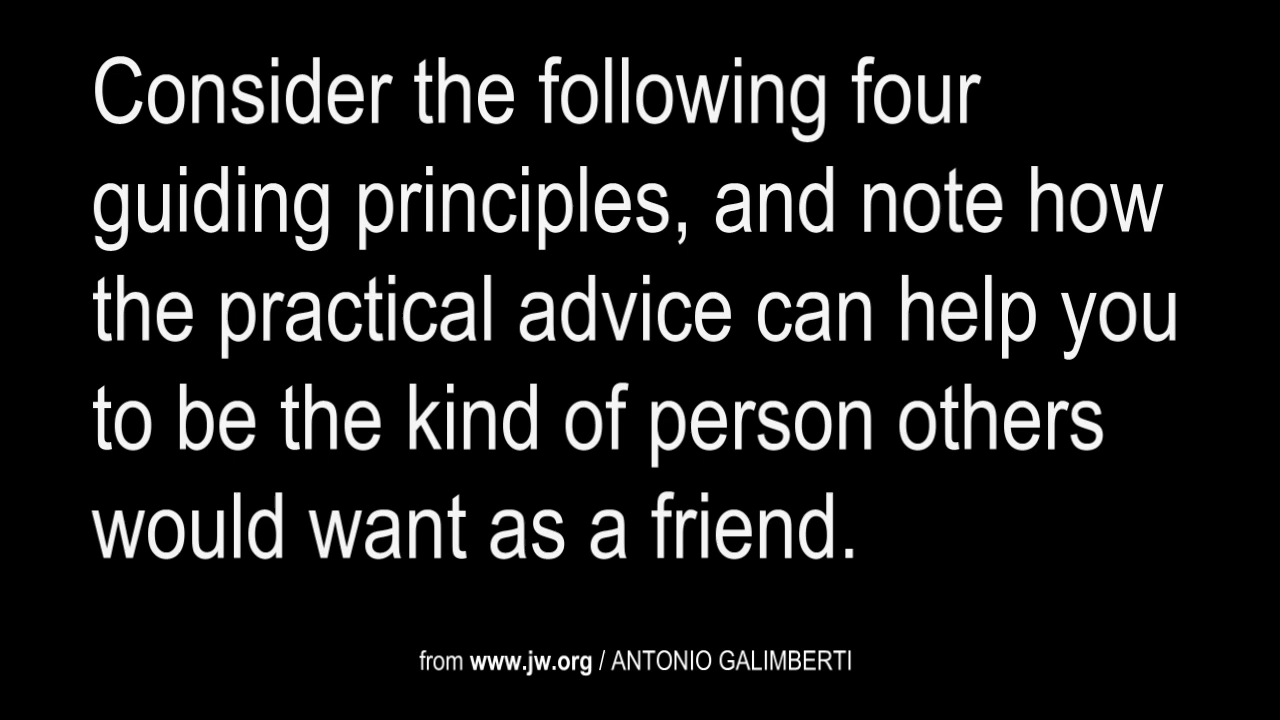 Consider the following four
guiding principles, and note how
the practical advice can help you
to be the kind of person others
would want as a friend.
from www.jw.org / ANTONIO GALIMBERTI